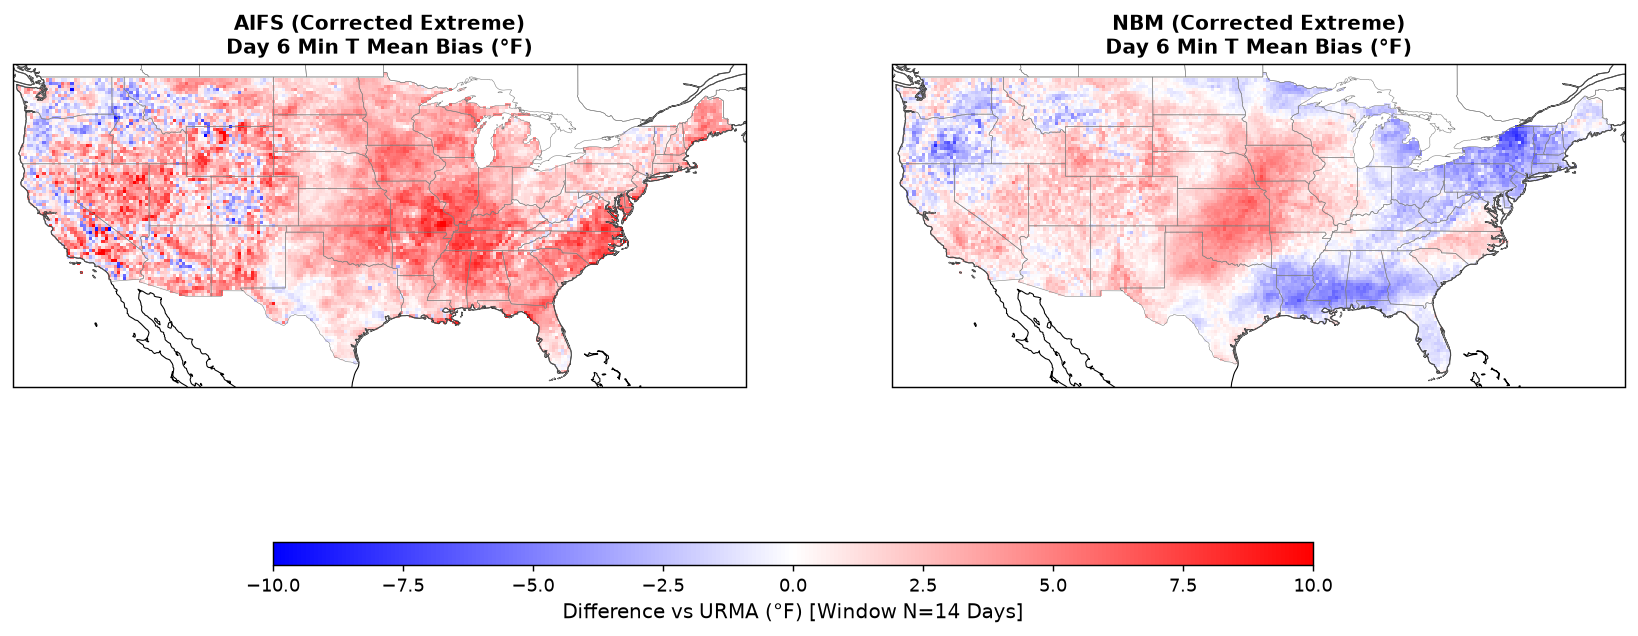 AIFS (Corrected Extreme)
Day 6 Min T Mean Bias (°F)
NBM (Corrected Extreme)
Day 6 Min T Mean Bias (°F)
−10.0 −7.5 −5.0 −2.5 0.0 2.5 5.0 7.5 10.0
Difference vs URMA (°F) [Window N=14 Days]